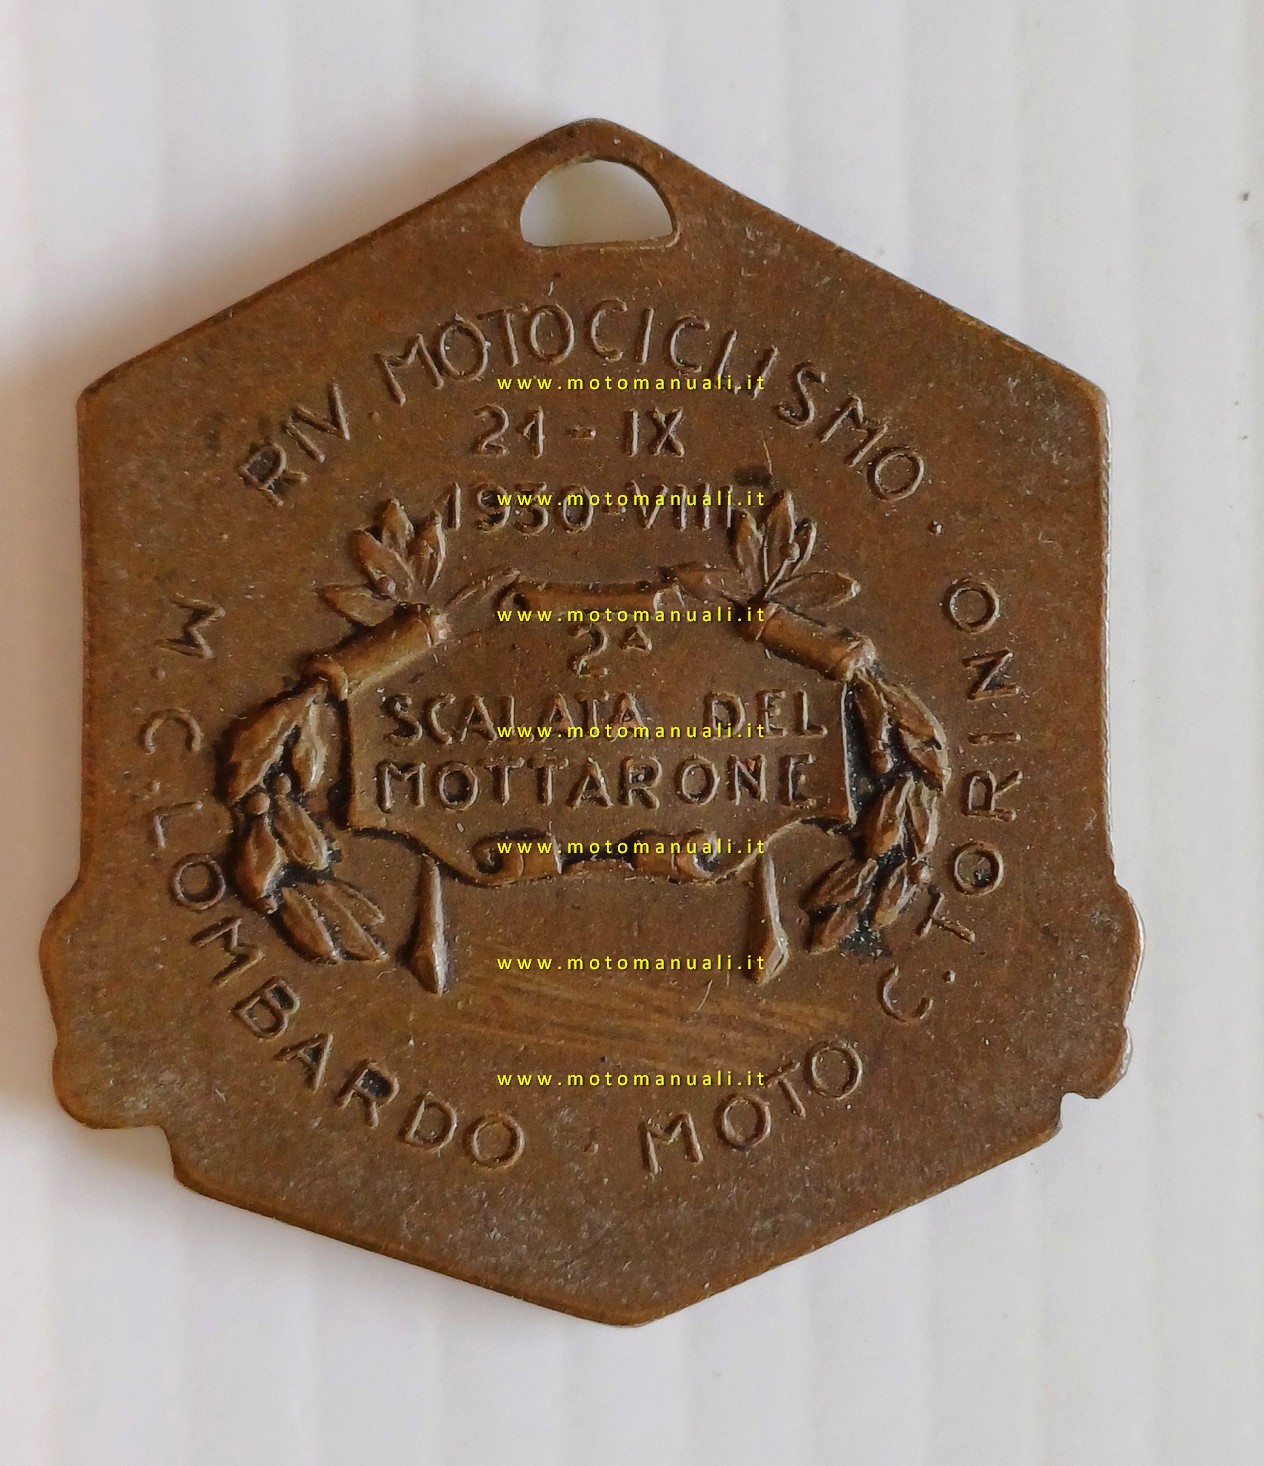 RIV. MOTOCICLISMO .
21 - IX
1930 - VIII
2ª
SCALATA DEL
MOTTARONE
M.C. LOMBARDO . MOTO C. TORINO
www.motomanuali.it
www.motomanuali.it
www.motomanuali.it
www.motomanuali.it
www.motomanuali.it
www.motomanuali.it
www.motomanuali.it